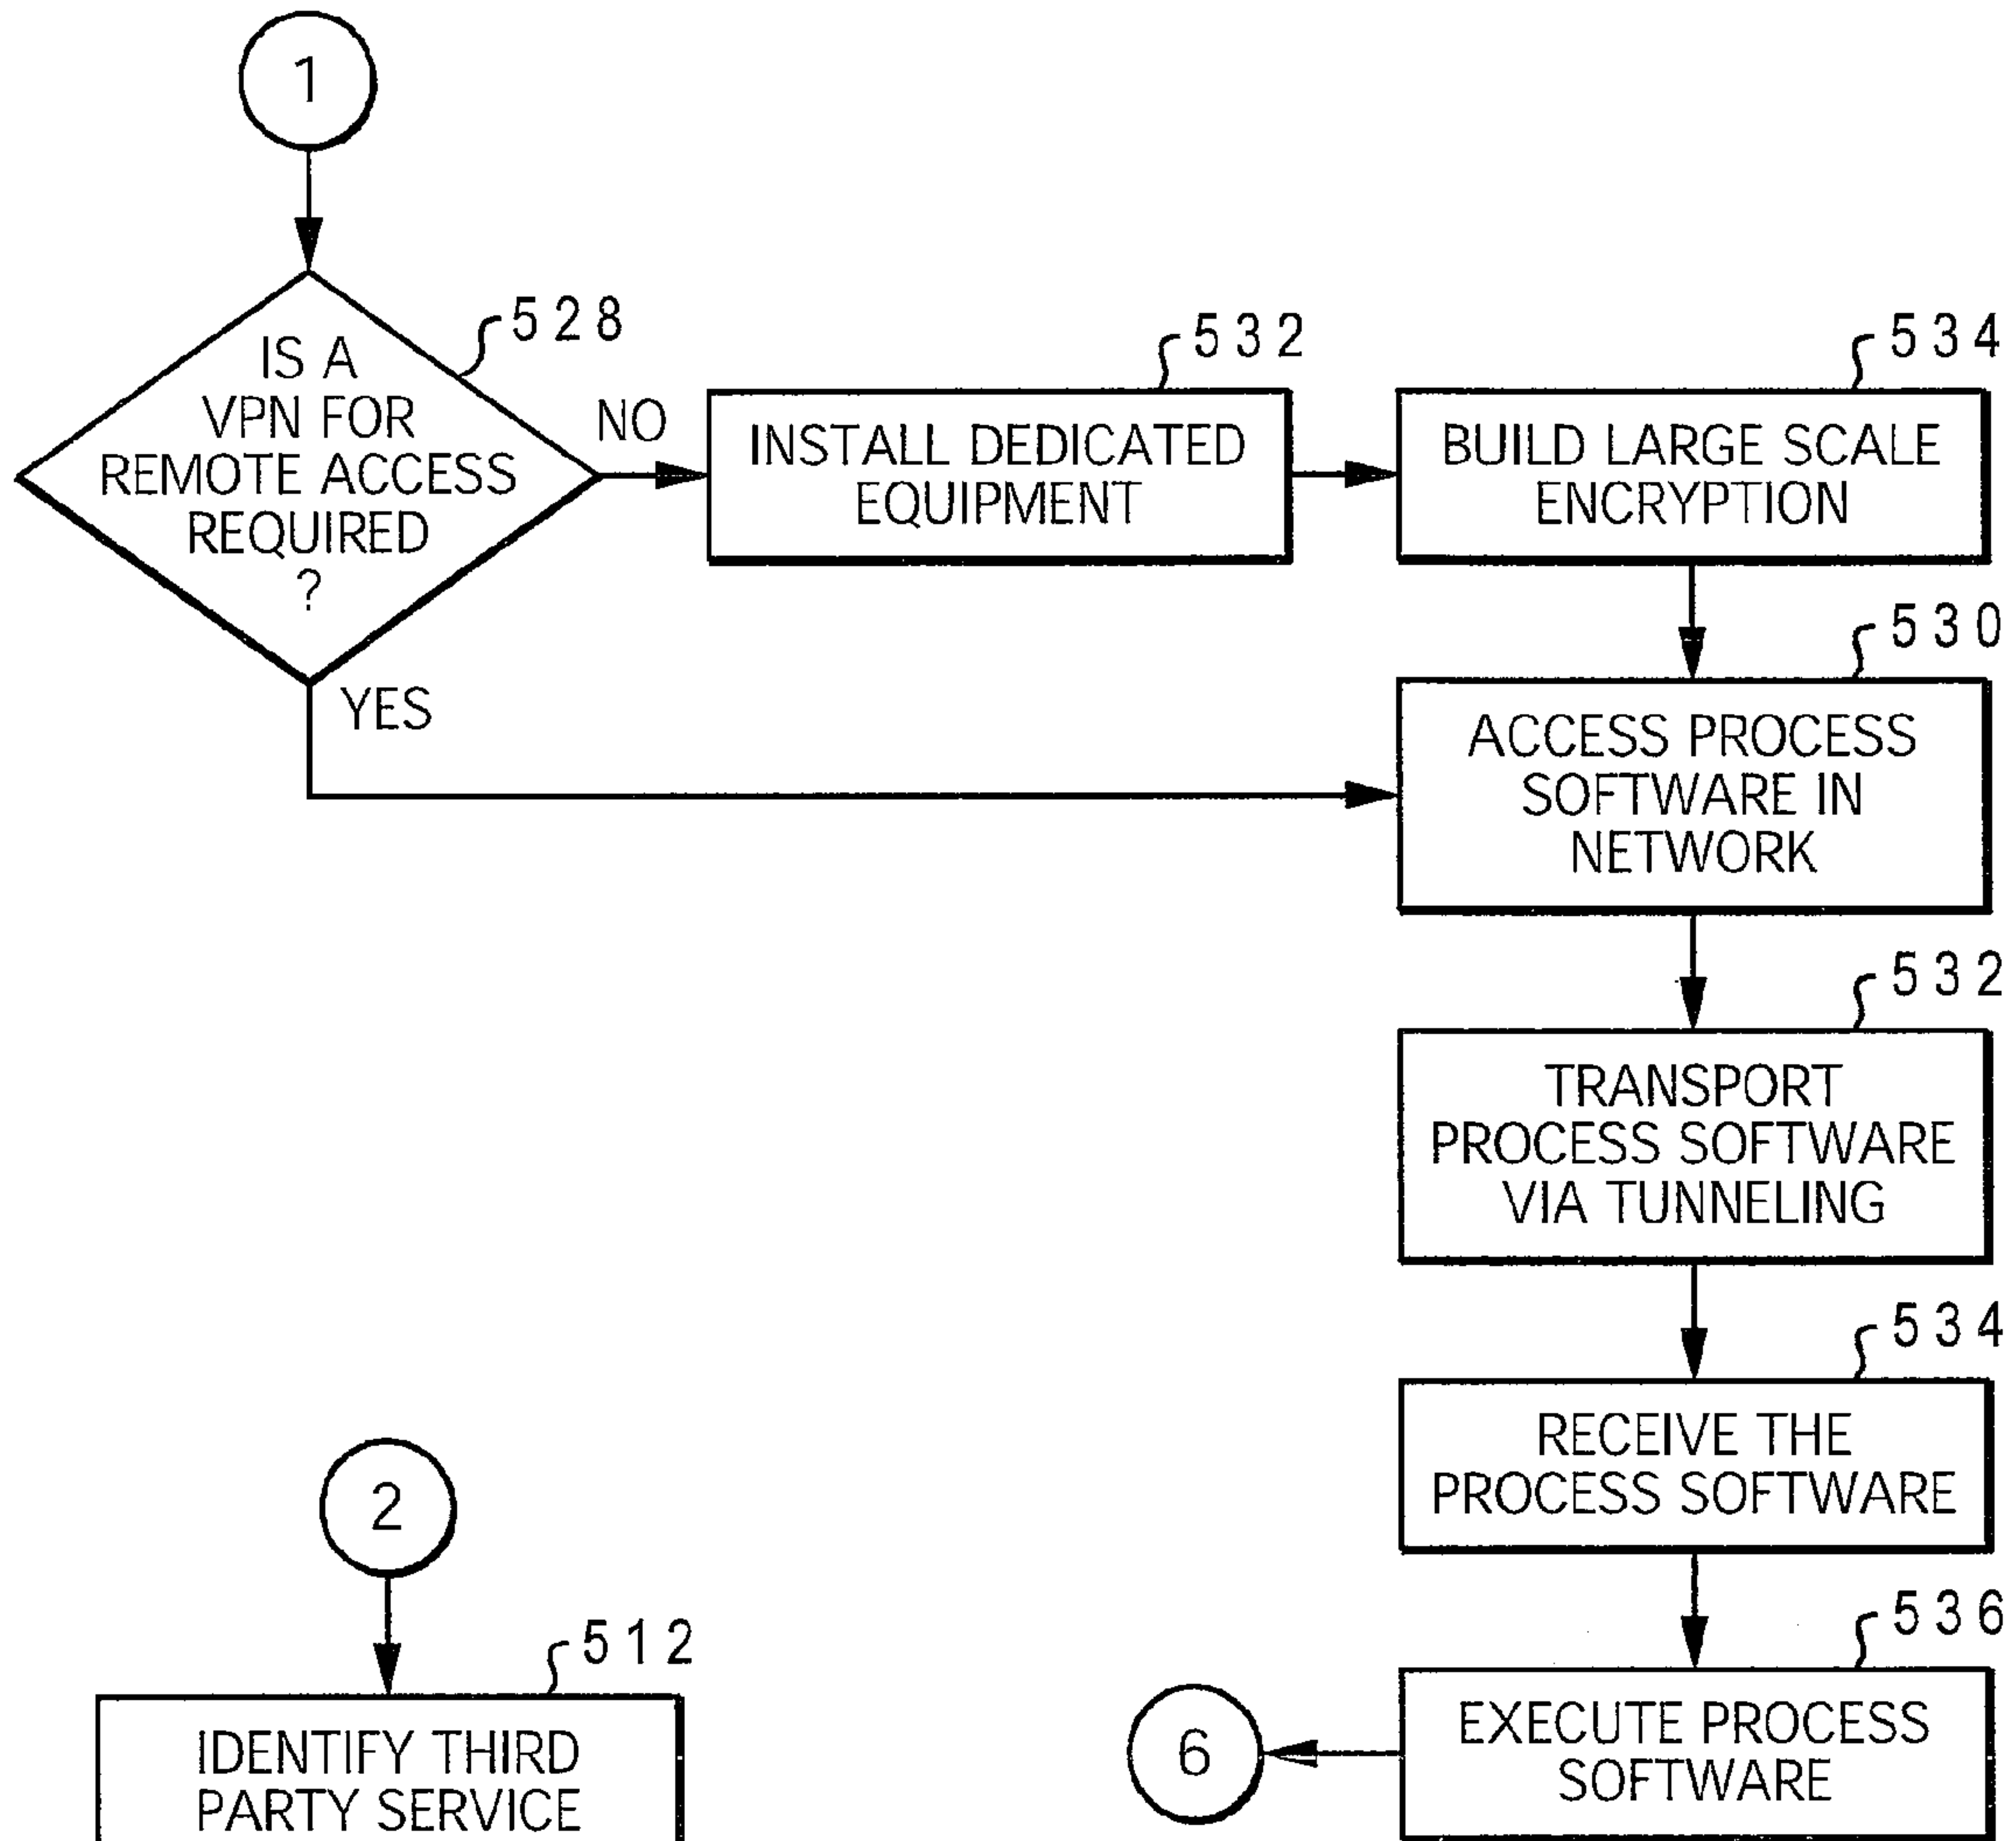 1
528
IS A
VPN FOR
REMOTE ACCESS
REQUIRED
?
NO
YES
532
INSTALL DEDICATED
EQUIPMENT
534
BUILD LARGE SCALE
ENCRYPTION
530
ACCESS PROCESS
SOFTWARE IN
NETWORK
532
TRANSPORT
PROCESS SOFTWARE
VIA TUNNELING
534
RECEIVE THE
PROCESS SOFTWARE
536
EXECUTE PROCESS
SOFTWARE
6
2
512
IDENTIFY THIRD
PARTY SERVICE